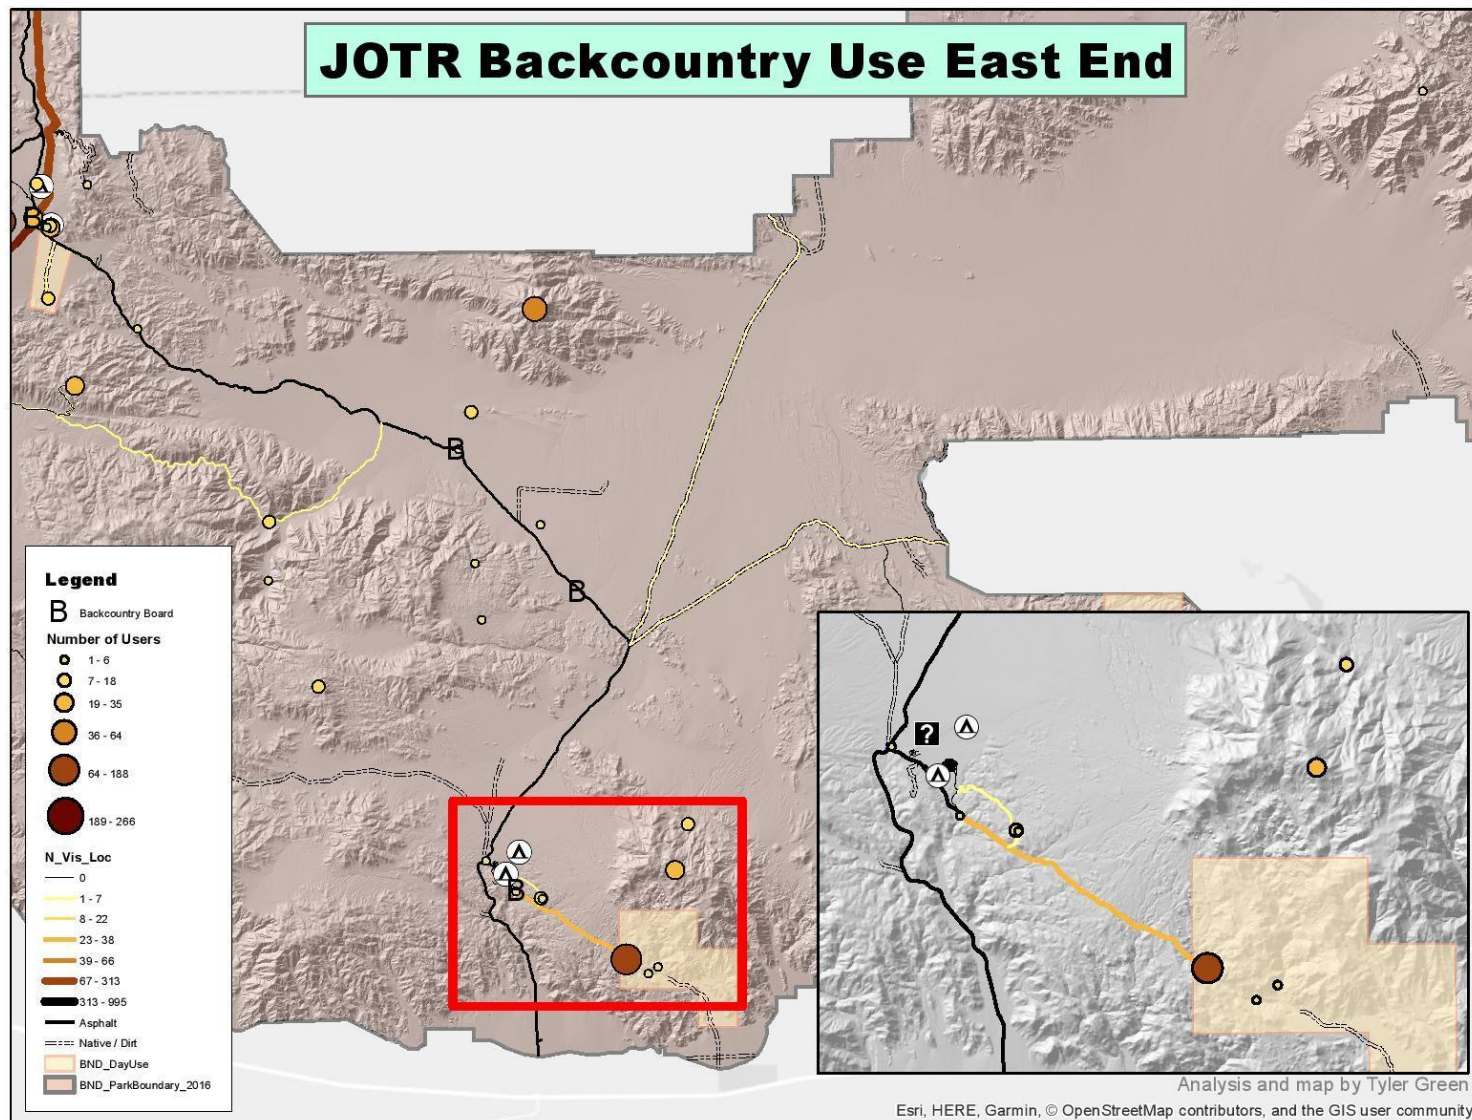 JOTR Backcountry Use East End
B
B
B
B
Legend
B Backcountry Board
Number of Users
1 - 6
7 - 18
19 - 35
36 - 64
64 - 188
189 - 266
N_Vis_Loc
0
1 - 7
8 - 22
23 - 38
39 - 66
67 - 313
313 - 995
Asphalt
Native / Dirt
BND_DayUse
BND_ParkBoundary_2016
?
Analysis and map by Tyler Green
Esri, HERE, Garmin, © OpenStreetMap contributors, and the GIS user community